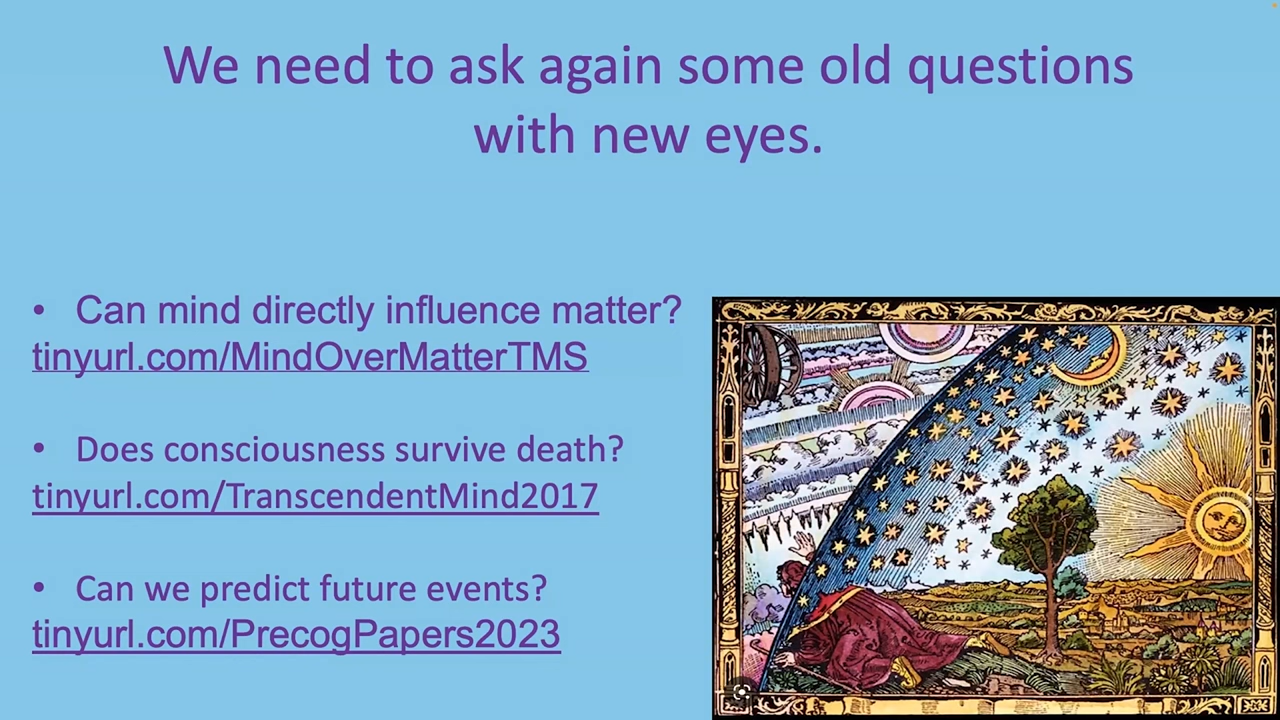 We need to ask again some old questions
with new eyes.
• Can mind directly influence matter?
tinyurl.com/MindOverMatterTMS
• Does consciousness survive death?
tinyurl.com/TranscendentMind2017
• Can we predict future events?
tinyurl.com/PrecogPapers2023